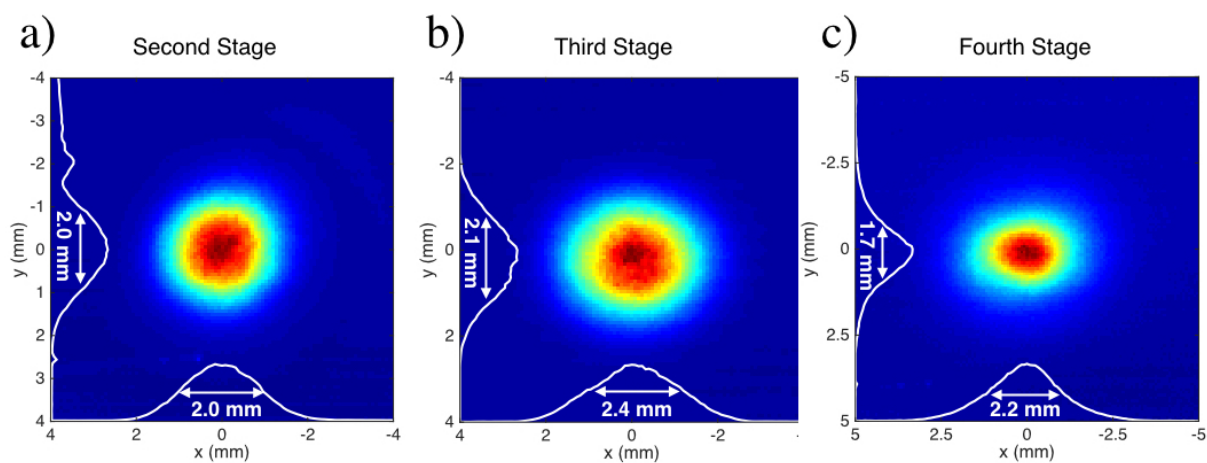 a)
Second Stage
-4
-3
-2
-1
0
1
2
3
4
y (mm)
2.0 mm
2.0 mm
4
2
0
-2
-4
x (mm)
b)
Third Stage
-4
-2
0
2
4
y (mm)
2.1 mm
2.4 mm
4
2
0
-2
x (mm)
c)
Fourth Stage
-5
-2.5
0
2.5
5
y (mm)
1.7 mm
2.2 mm
5
2.5
0
-2.5
-5
x (mm)